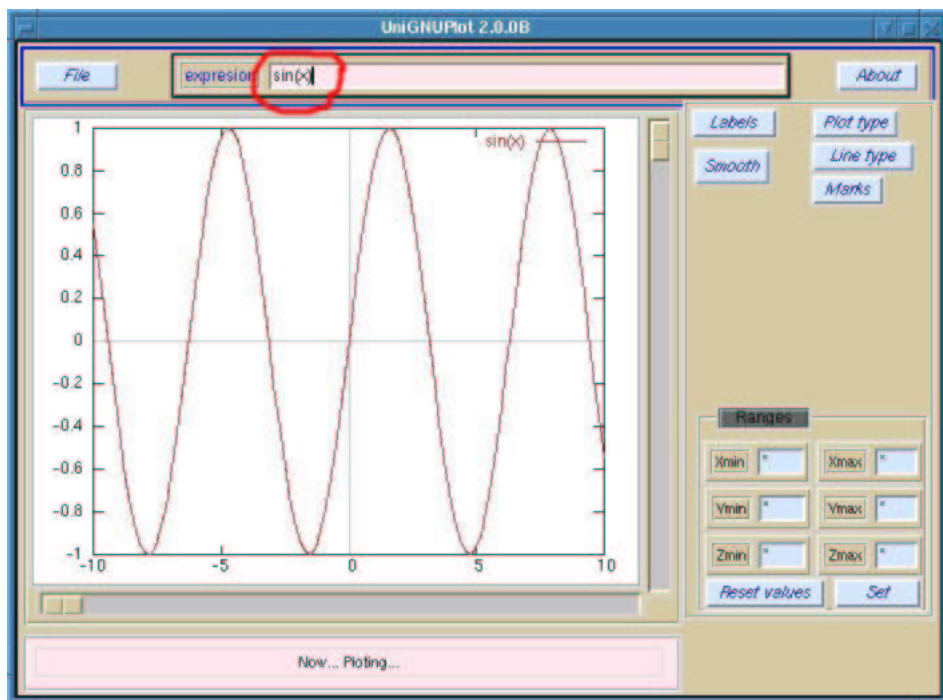 UniGNUPlot 2.0.0B
File
expresion
sin(x)
About
Labels
Plot type
Smooth
Line type
Marks
sin(x)
1
0.8
0.6
0.4
0.2
0
-0.2
-0.4
-0.6
-0.8
-1
-10
-5
0
5
10
Ranges
Xmin *
Xmax *
Ymin *
Ymax *
Zmin *
Zmax *
Reset values
Set
Now... Ploting...